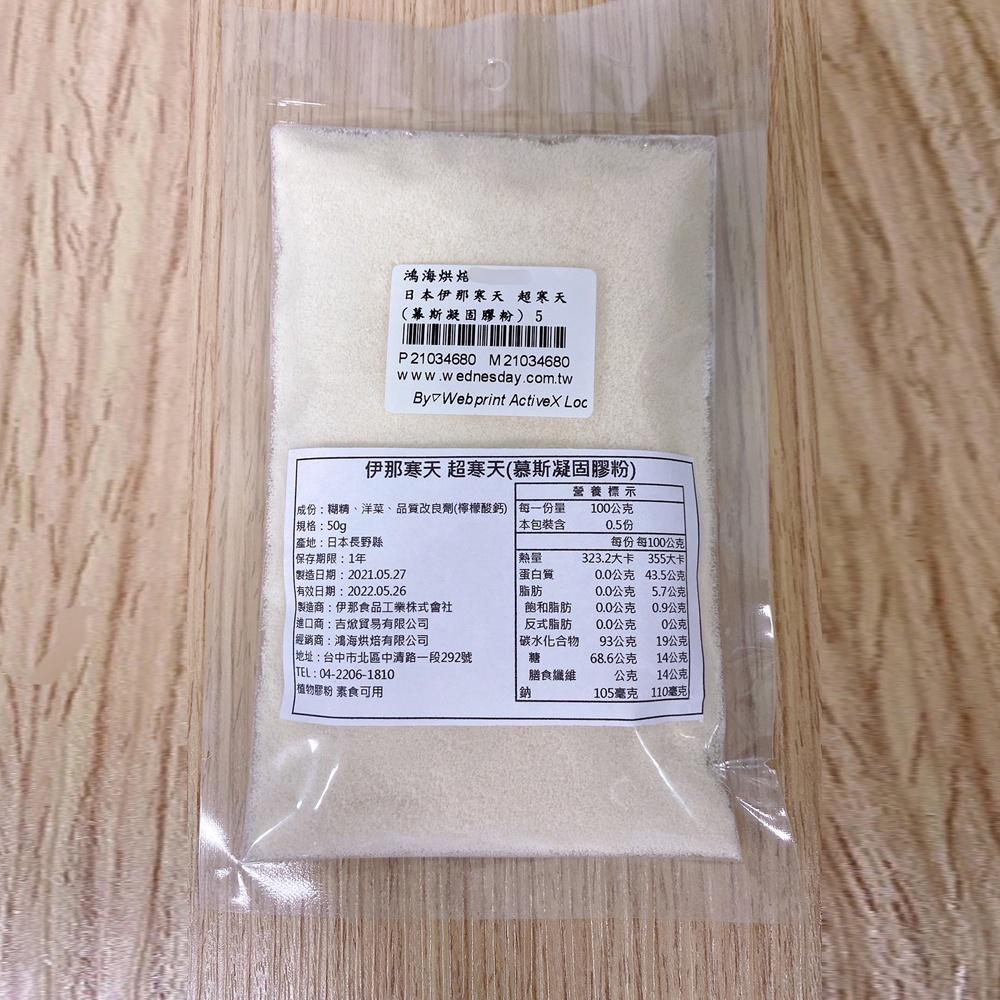 鴻海烘炖
日本伊那寒天 超寒天
(幕斯凝固膠粉) 5
P21034680 M21034680
www.wednesday.com.tw
By▽Webprint ActiveX Loc
伊那寒天 超寒天(慕斯凝固膠粉)
成份:糊精、洋菜、品質改良劑(檸檬酸鈣)
規格:50g
產地:日本長野縣
保存期限:1年
製造日期:2021.05.27
有效日期:2022.05.26
製造商:伊那食品工業株式會社
進口商:吉燉貿易有限公司
經銷商:鴻海烘焙有限公司
地址:台中市北區中清路一段292號
TEL:04-2206-1810
植物膠粉 素食可用
營養標示
每一份量 100公克
本包裝含 0.5份
每份 每100公克
熱量 323.2大卡 355大卡
蛋白質 0.0公克 43.5公克
脂肪 0.0公克 5.7公克
飽和脂肪 0.0公克 0.9公克
反式脂肪 0.0公克 0公克
碳水化合物 93公克 19公克
糖 68.6公克 14公克
膳食纖維 公克 14公克
鈉 105毫克 110毫克